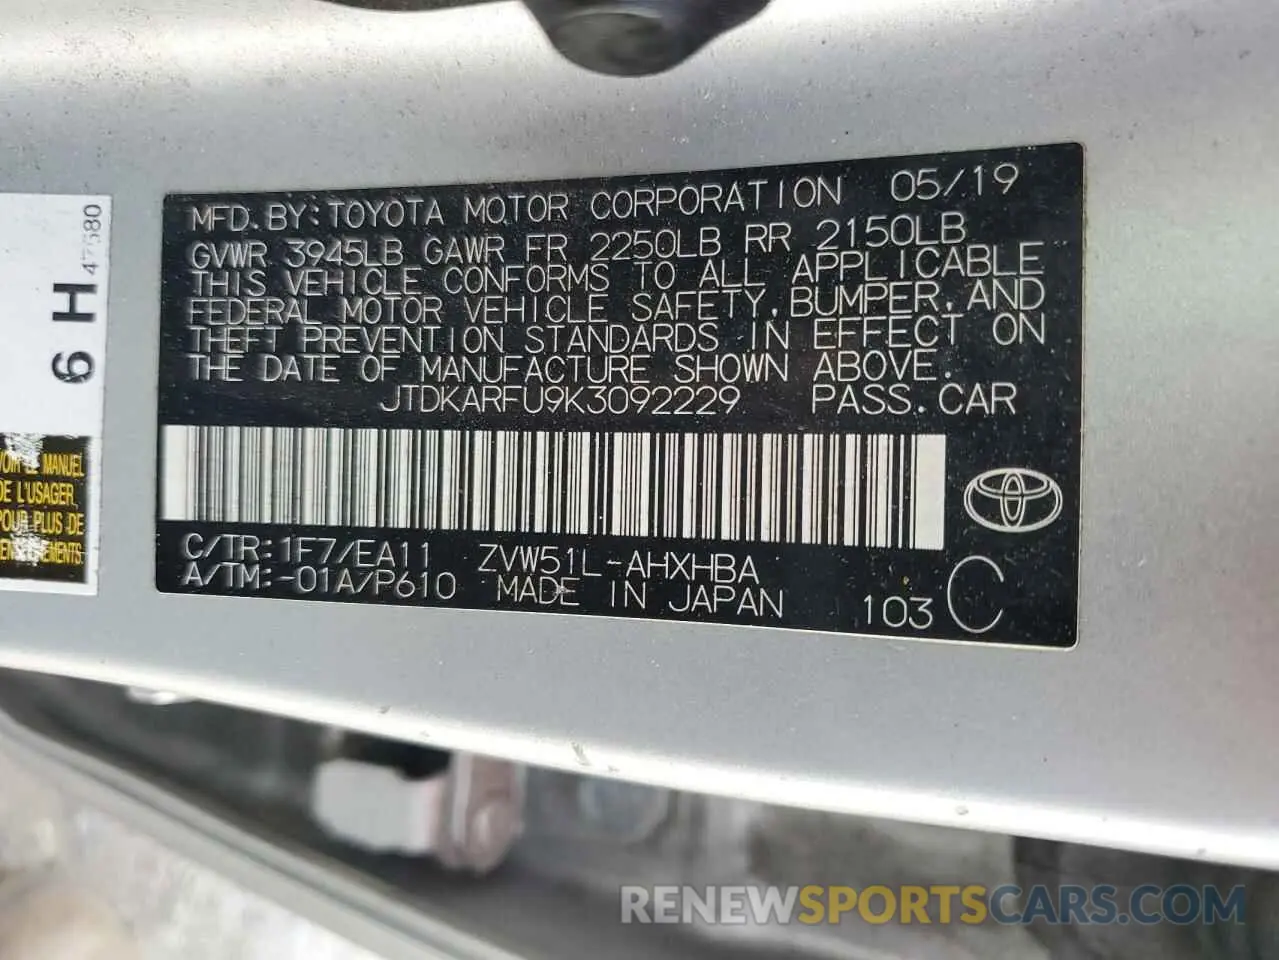 MFD. BY: TOYOTA MOTOR CORPORATION 05/19
GVWR 3945LB GAWR FR 2250LB RR 2150LB
THIS VEHICLE CONFORMS TO ALL APPLICABLE
FEDERAL MOTOR VEHICLE SAFETY, BUMPER, AND
THEFT PREVENTION STANDARDS IN EFFECT ON
THE DATE OF MANUFACTURE SHOWN ABOVE.
JTDKARFU9K3092229 PASS. CAR
C/TR: 1F7/EA11 ZVW51L-AHXHBA
A/TM: -01A/P610 MADE IN JAPAN
103 C
6 H
MANUEL
DE L'USAGER
POUR PLUS DE
RENEWSPORTSCARS.COM